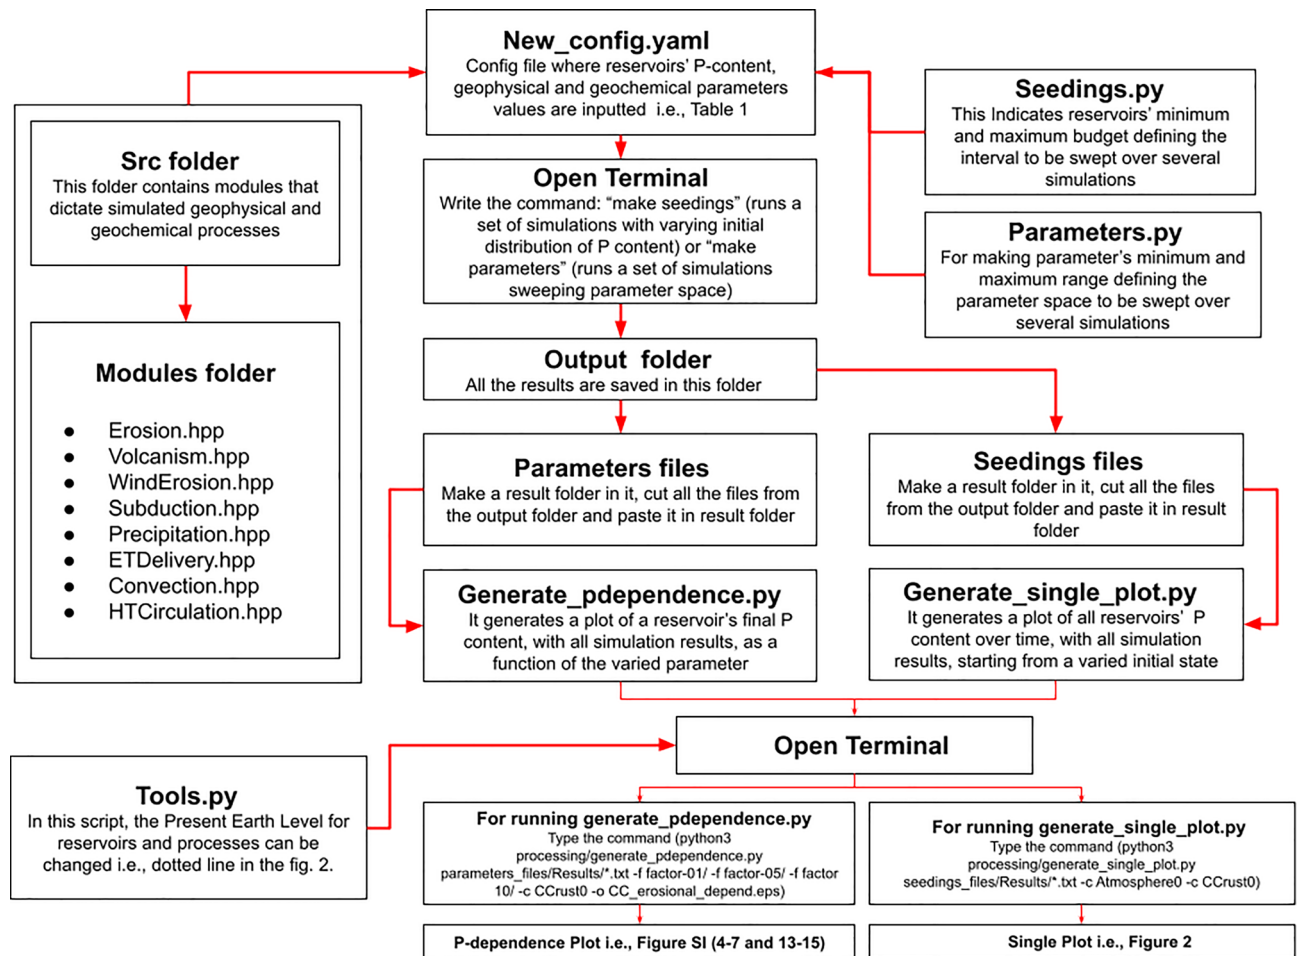 New_config.yaml
Config file where reservoirs' P-content,
geophysical and geochemical parameters
values are inputted i.e., Table 1
Seedings.py
This Indicates reservoirs' minimum
and maximum budget defining the
interval to be swept over several
simulations
Src folder
This folder contains modules that
dictate simulated geophysical and
geochemical processes
Open Terminal
Write the command: “make seedings” (runs a
set of simulations with varying initial
distribution of P content) or “make
parameters” (runs a set of simulations
sweeping parameter space)
Parameters.py
For making parameter's minimum and
maximum range defining the
parameter space to be swept over
several simulations
Modules folder
● Erosion.hpp
● Volcanism.hpp
● WindErosion.hpp
● Subduction.hpp
● Precipitation.hpp
● ETDelivery.hpp
● Convection.hpp
● HTCirculation.hpp
Output folder
All the results are saved in this folder
Parameters files
Make a result folder in it, cut all the files from
the output folder and paste it in result folder
Seedings files
Make a result folder in it, cut all the files
from the output folder and paste it in result
folder
Generate_pdependence.py
It generates a plot of a reservoir's final P
content, with all simulation results, as a
function of the varied parameter
Generate_single_plot.py
It generates a plot of all reservoirs' P
content over time, with all simulation
results, starting from a varied initial state
Open Terminal
Tools.py
In this script, the Present Earth Level for
reservoirs and processes can be
changed i.e., dotted line in the fig. 2.
For running generate_pdependence.py
Type the command (python3
processing/generate_pdependence.py
parameters_files/Results/*.txt -f factor-01/ -f factor-05/ -f factor
10/ -c CCrust0 -o CC_erosional_depend.eps)
For running generate_single_plot.py
Type the command (python3
processing/generate_single_plot.py
seedings_files/Results/*.txt -c Atmosphere0 -c CCrust0)
P-dependence Plot i.e., Figure SI (4-7 and 13-15)
Single Plot i.e., Figure 2